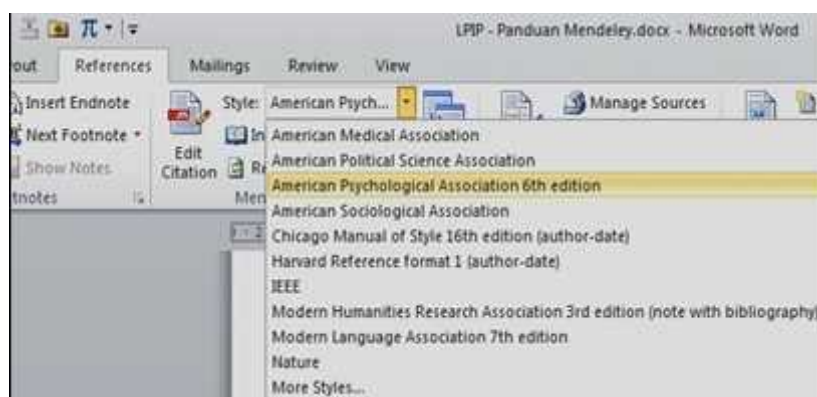 LPIP - Panduan Mendeley.docx - Microsoft Word
out References Mailings Review View
Insert Endnote Style: American Psych... Manage Sources
Next Footnote In American Medical Association
Edit American Political Science Association
Show Notes Citation American Psychological Association 6th edition
tnotes Men American Sociological Association
Chicago Manual of Style 16th edition (author-date)
Harvard Reference format 1 (author-date)
IEEE
Modern Humanities Research Association 3rd edition (note with bibliography)
Modern Language Association 7th edition
Nature
More Styles...